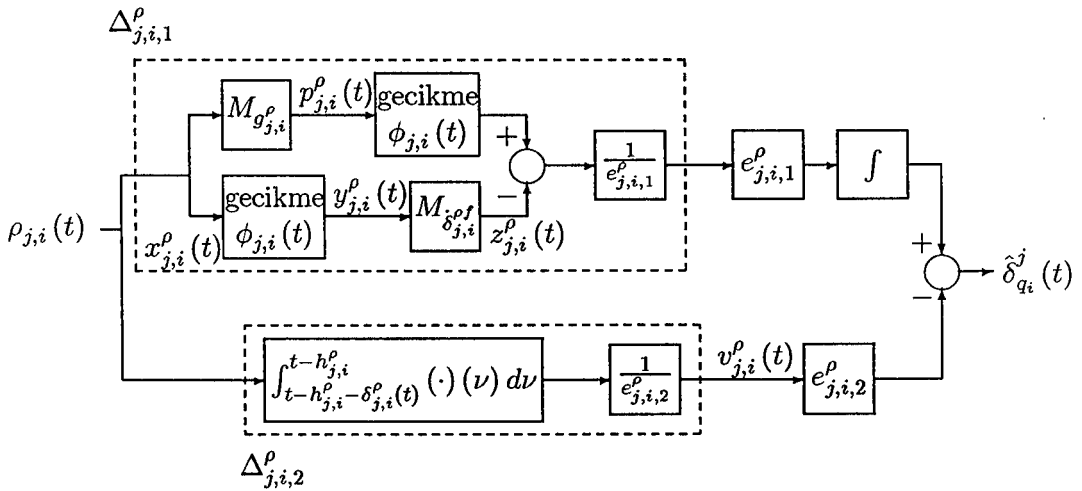 Δ^ρ_{j,i,1}
M_{g^ρ_{j,i}}
p^ρ_{j,i}(t)
gecikme
ϕ_{j,i}(t)
+
−
1/e^ρ_{j,i,1}
e^ρ_{j,i,1}
∫
ρ_{j,i}(t)
x^ρ_{j,i}(t)
gecikme
ϕ_{j,i}(t)
y^ρ_{j,i}(t)
M_{δ^{ρf}_{j,i}}
z^ρ_{j,i}(t)
+
−
δ̂^j_{q_i}(t)
∫_{t−h^ρ_{j,i}−δ^ρ_{j,i}(t)}^{t−h^ρ_{j,i}} (·)(ν) dν
1/e^ρ_{j,i,2}
v^ρ_{j,i}(t)
e^ρ_{j,i,2}
Δ^ρ_{j,i,2}